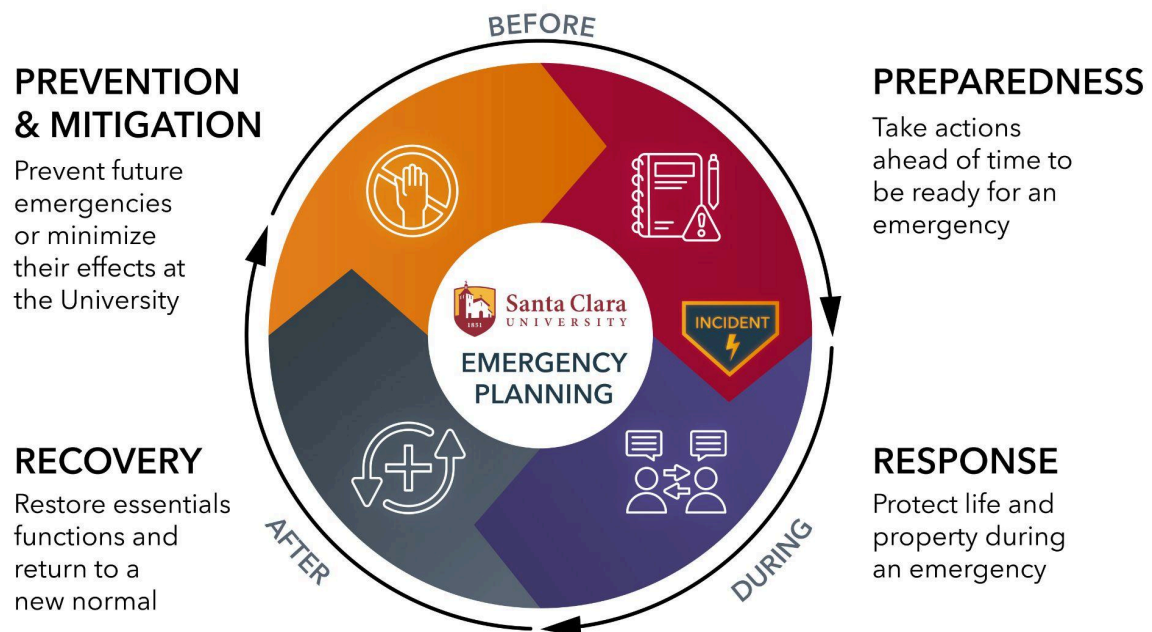 BEFORE
PREVENTION
& MITIGATION
Prevent future
emergencies
or minimize
their effects at
the University
PREPAREDNESS
Take actions
ahead of time to
be ready for an
emergency
INCIDENT
1851
Santa Clara
UNIVERSITY
EMERGENCY
PLANNING
RECOVERY
Restore essentials
functions and
return to a
new normal
AFTER
RESPONSE
Protect life and
property during
an emergency
DURING